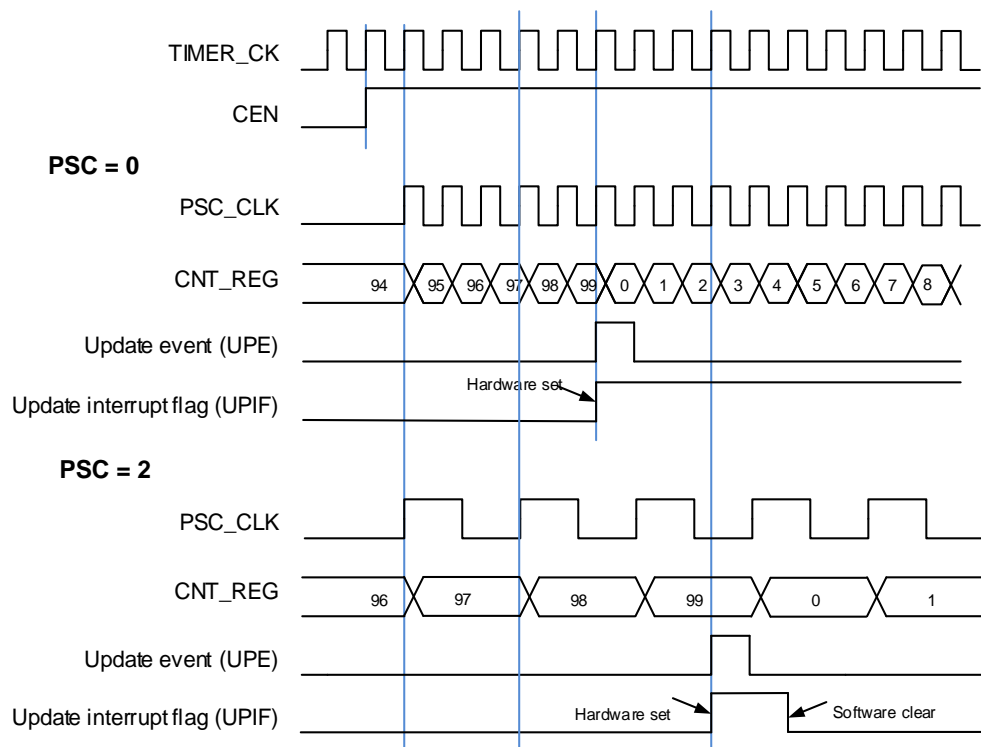 TIMER_CK
CEN
PSC = 0
PSC_CLK
CNT_REG 94 95 96 97 98 99 0 1 2 3 4 5 6 7 8
Update event (UPE)
Hardware set
Update interrupt flag (UPIF)
PSC = 2
PSC_CLK
CNT_REG 96 97 98 99 0 1
Update event (UPE)
Update interrupt flag (UPIF) Hardware set Software clear